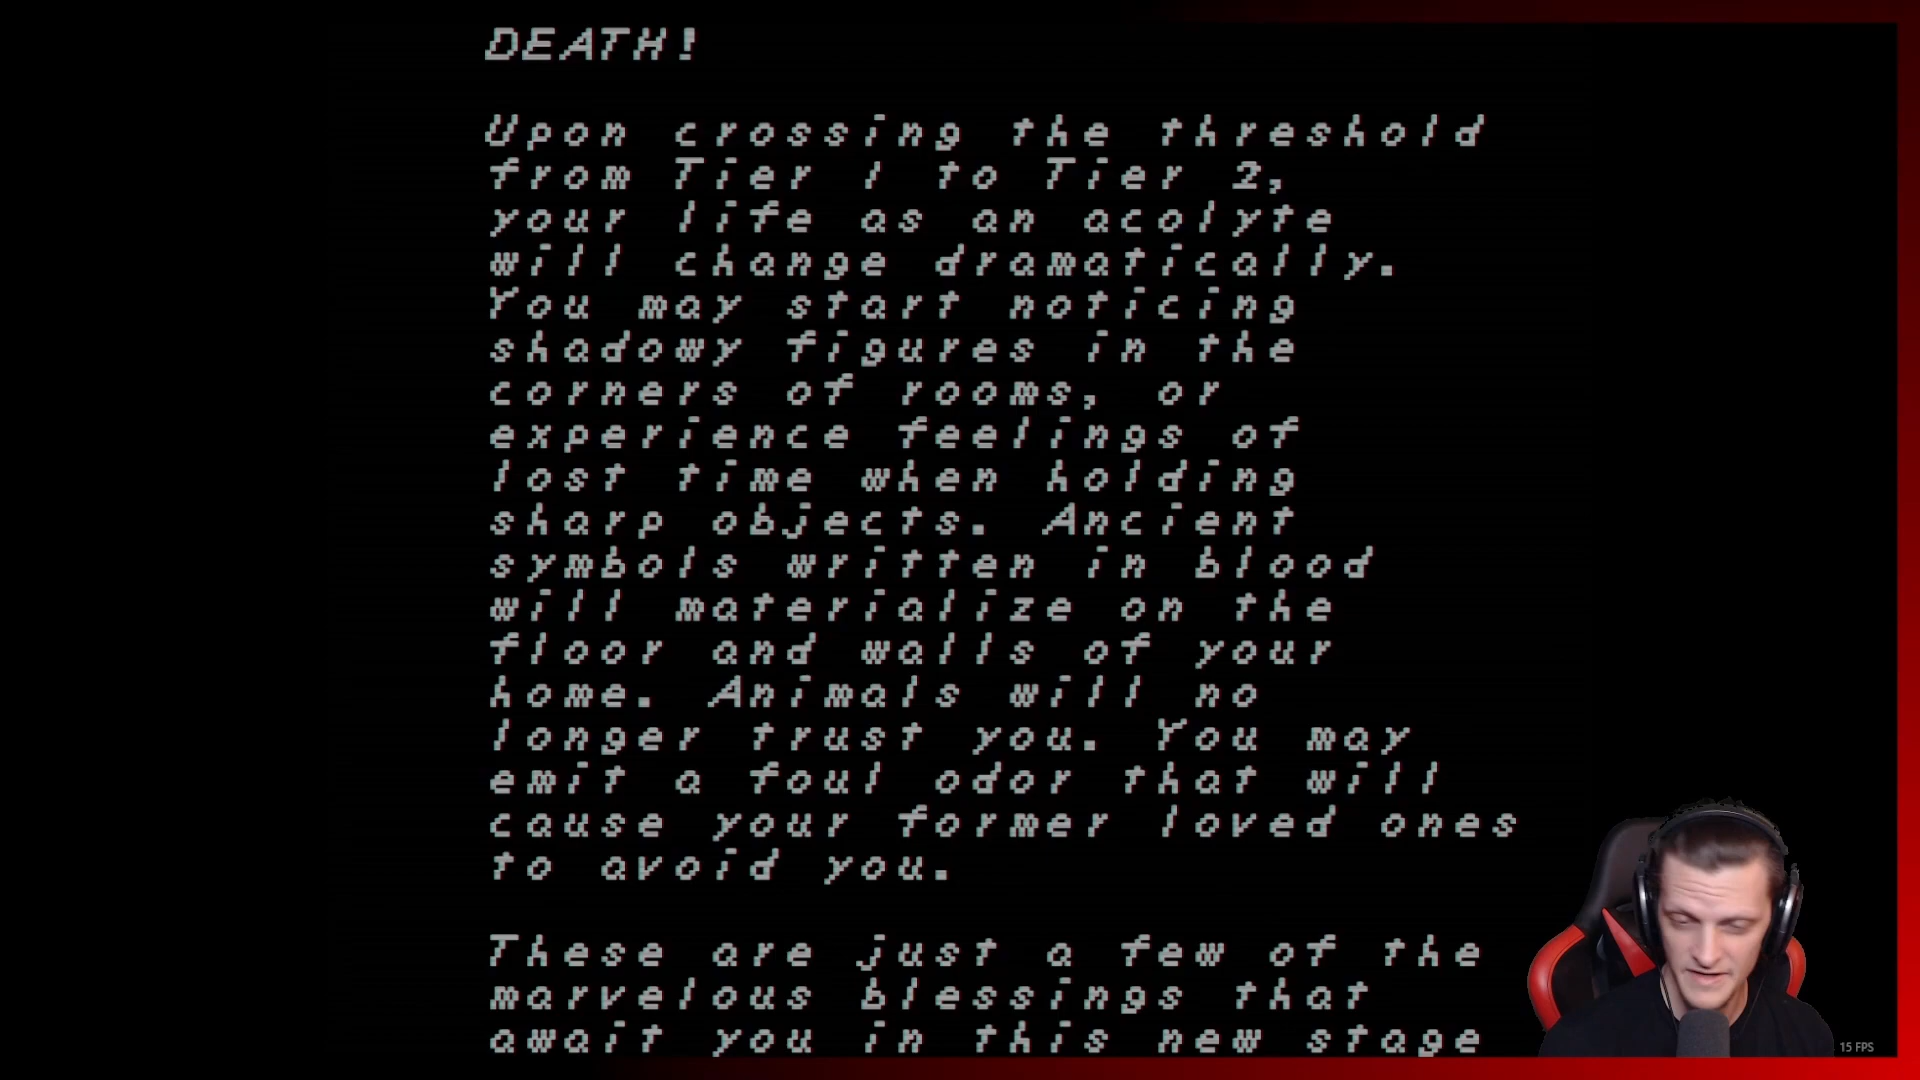 DEATH!
Upon crossing the threshold
from Tier 1 to Tier 2,
your life as an acolyte
will change dramatically.
You may start noticing
shadowy figures in the
corners of rooms, or
experience feelings of
lost time when holding
sharp objects. Ancient
symbols written in blood
will materialize on the
floor and walls of your
home. Animals will no
longer trust you. You may
emit a foul odor that will
cause your former loved ones
to avoid you.
These are just a few of the
marvelous blessings that
await you in this new stage
15 FPS